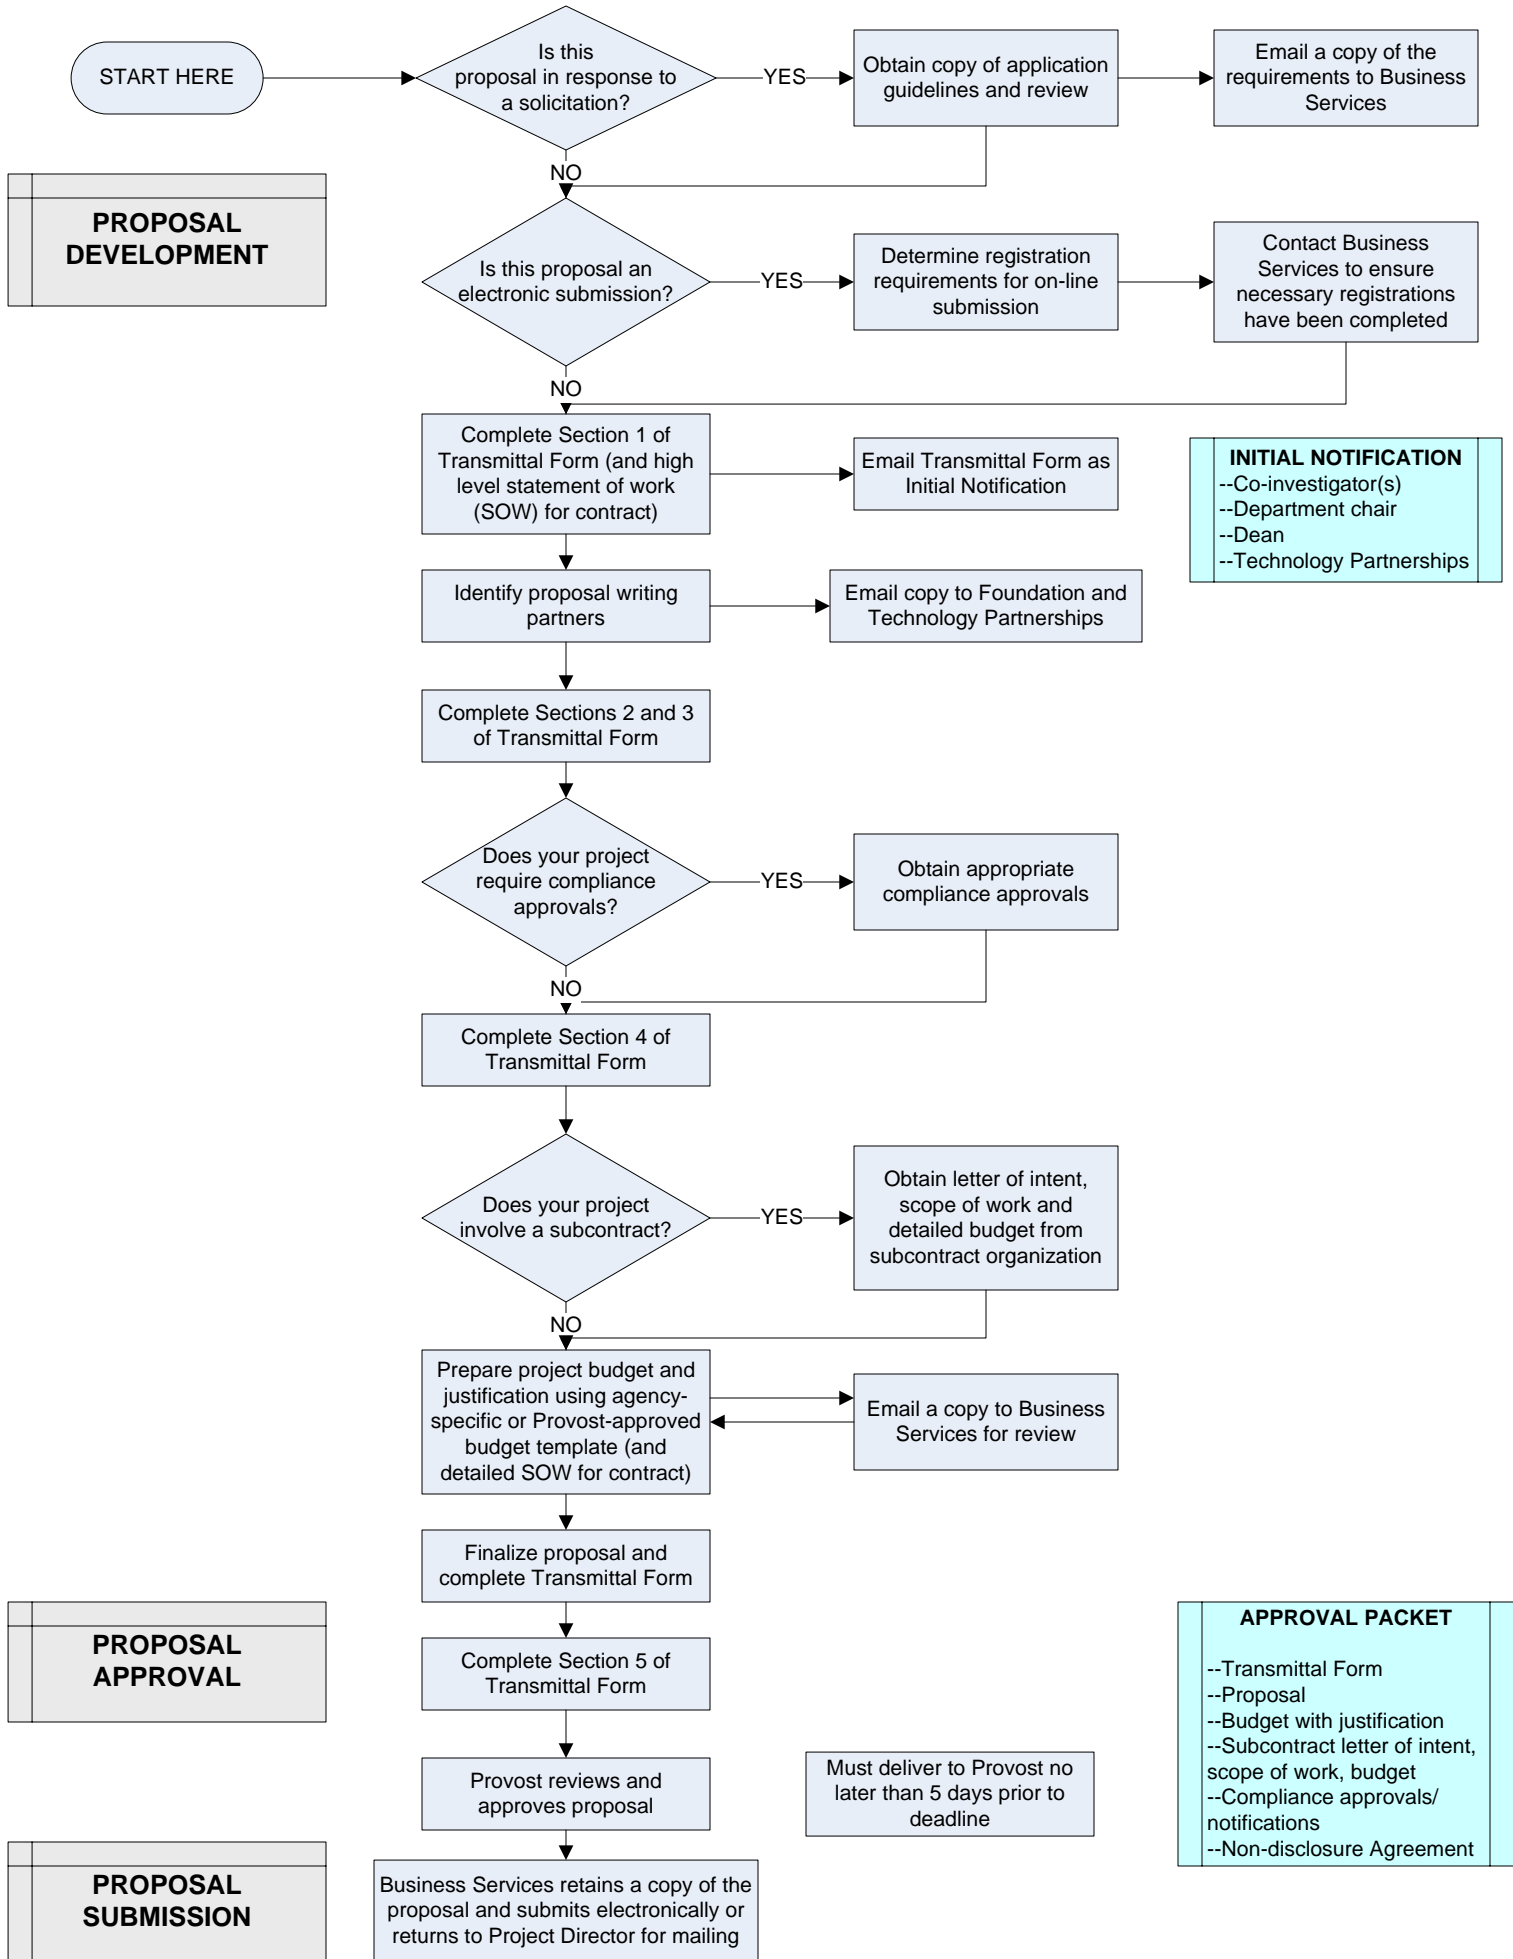 START HERE
Is this
proposal in response to
a solicitation?
YES
Obtain copy of application
guidelines and review
Email a copy of the
requirements to Business
Services
NO
PROPOSAL
DEVELOPMENT
Is this proposal an
electronic submission?
YES
Determine registration
requirements for on-line
submission
Contact Business
Services to ensure
necessary registrations
have been completed
NO
Complete Section 1 of
Transmittal Form (and high
level statement of work
(SOW) for contract)
Email Transmittal Form as
Initial Notification
INITIAL NOTIFICATION
--Co-investigator(s)
--Department chair
--Dean
--Technology Partnerships
Identify proposal writing
partners
Email copy to Foundation and
Technology Partnerships
Complete Sections 2 and 3
of Transmittal Form
Does your project
require compliance
approvals?
YES
Obtain appropriate
compliance approvals
NO
Complete Section 4 of
Transmittal Form
Does your project
involve a subcontract?
YES
Obtain letter of intent,
scope of work and
detailed budget from
subcontract organization
NO
Prepare project budget and
justification using agency-
specific or Provost-approved
budget template (and
detailed SOW for contract)
Email a copy to Business
Services for review
Finalize proposal and
complete Transmittal Form
PROPOSAL
APPROVAL
Complete Section 5 of
Transmittal Form
APPROVAL PACKET
--Transmittal Form
--Proposal
--Budget with justification
--Subcontract letter of intent,
scope of work, budget
--Compliance approvals/
notifications
--Non-disclosure Agreement
Provost reviews and
approves proposal
Must deliver to Provost no
later than 5 days prior to
deadline
PROPOSAL
SUBMISSION
Business Services retains a copy of the
proposal and submits electronically or
returns to Project Director for mailing